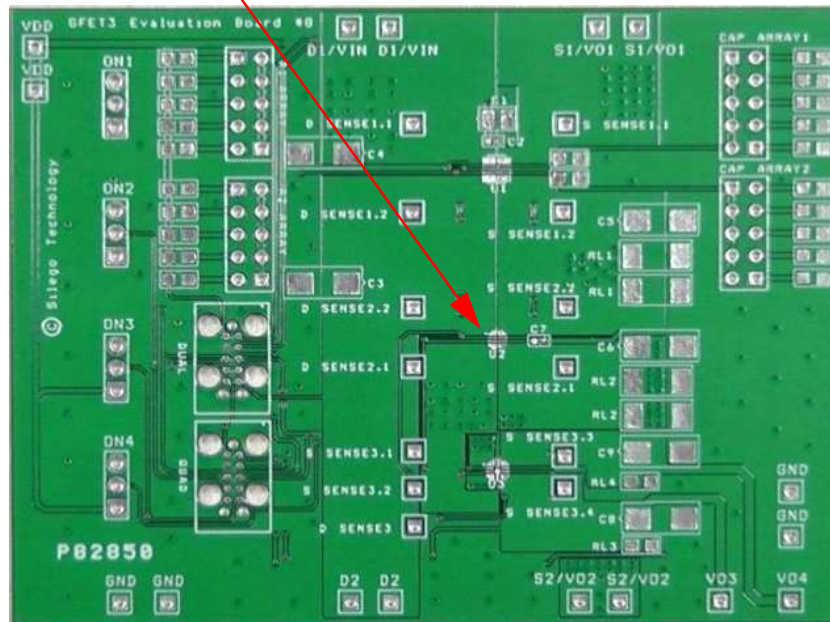 GFET3 Evaluation Board #0
VDD
VDD
ON1
D1/VIN D1/VIN
S1/VO1 S1/VO1
CAP ARRAY1
D SENSE1.1
S SENSE1.1
C2
C4
U1
CAP ARRAY2
ON2
ARRAY
D SENSE1.2
S SENSE1.2
C5
RL1
RL1
C3
© Silego Technology
D SENSE2.2
S SENSE2.2
ON3
DUAL
U2
C7
C6
D SENSE2.1
S SENSE2.1
RL2
RL2
ON4
QUAD
S SENSE3.1
S SENSE3.3
C9
U3
S SENSE3.2
RL4
GND
D SENSE3
S SENSE3.4
C8
GND
RL3
P82850
GND GND
D2 D2
S2/VO2 S2/VO2
VO3
VO4